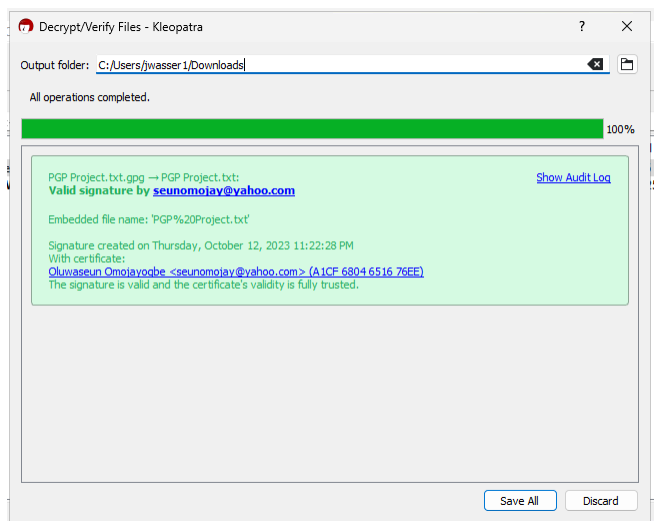 Decrypt/Verify Files - Kleopatra
Output folder: C:/Users/jwasser1/Downloads
All operations completed.
100%
PGP Project.txt.gpg → PGP Project.txt: Show Audit Log
Valid signature by seunomojay@yahoo.com
Embedded file name: 'PGP%20Project.txt'
Signature created on Thursday, October 12, 2023 11:22:28 PM
With certificate:
Oluwaseun Omojayogbe <seunomojay@yahoo.com> (A1CF 6804 6516 76EE)
The signature is valid and the certificate's validity is fully trusted.
Save All Discard